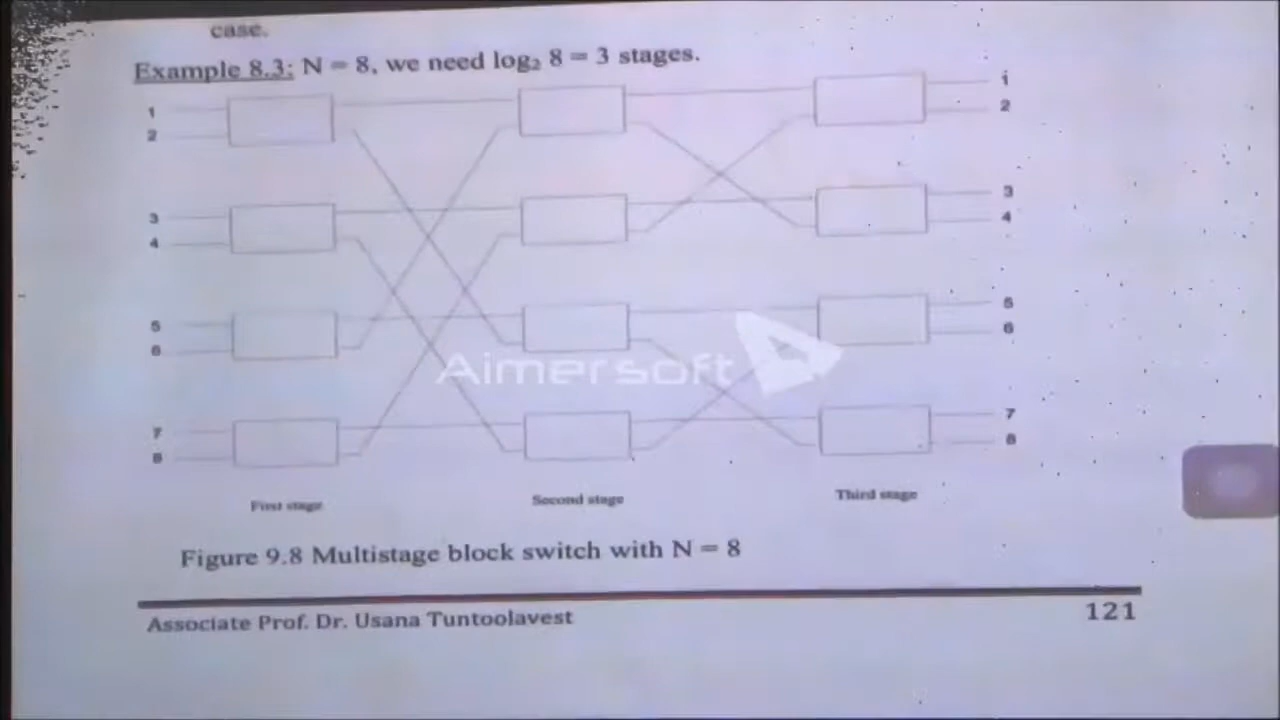 case.
Example 8.3: N = 8, we need log₂ 8 = 3 stages.
1
2
3
4
5
6
7
8
1
2
3
4
5
6
7
8
Aimersoft
First stage
Second stage
Third stage
Figure 9.8 Multistage block switch with N = 8
Associate Prof. Dr. Usana Tuntoolavest
121